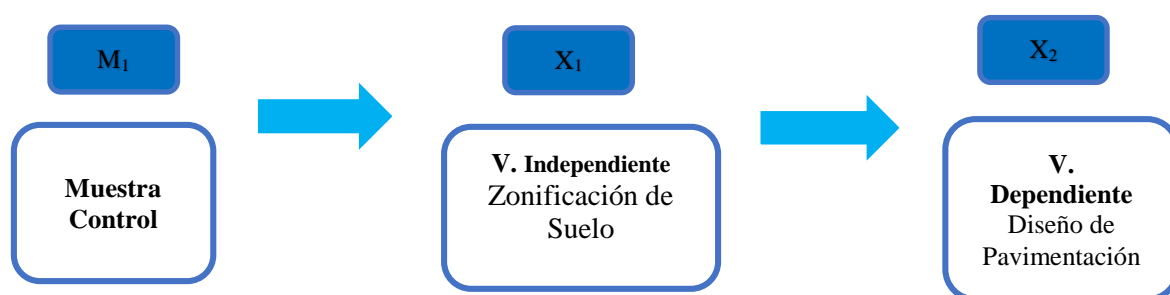 M₁
X₁
X₂
Muestra
Control
V. Independiente
Zonificación de
Suelo
V.
Dependiente
Diseño de
Pavimentación